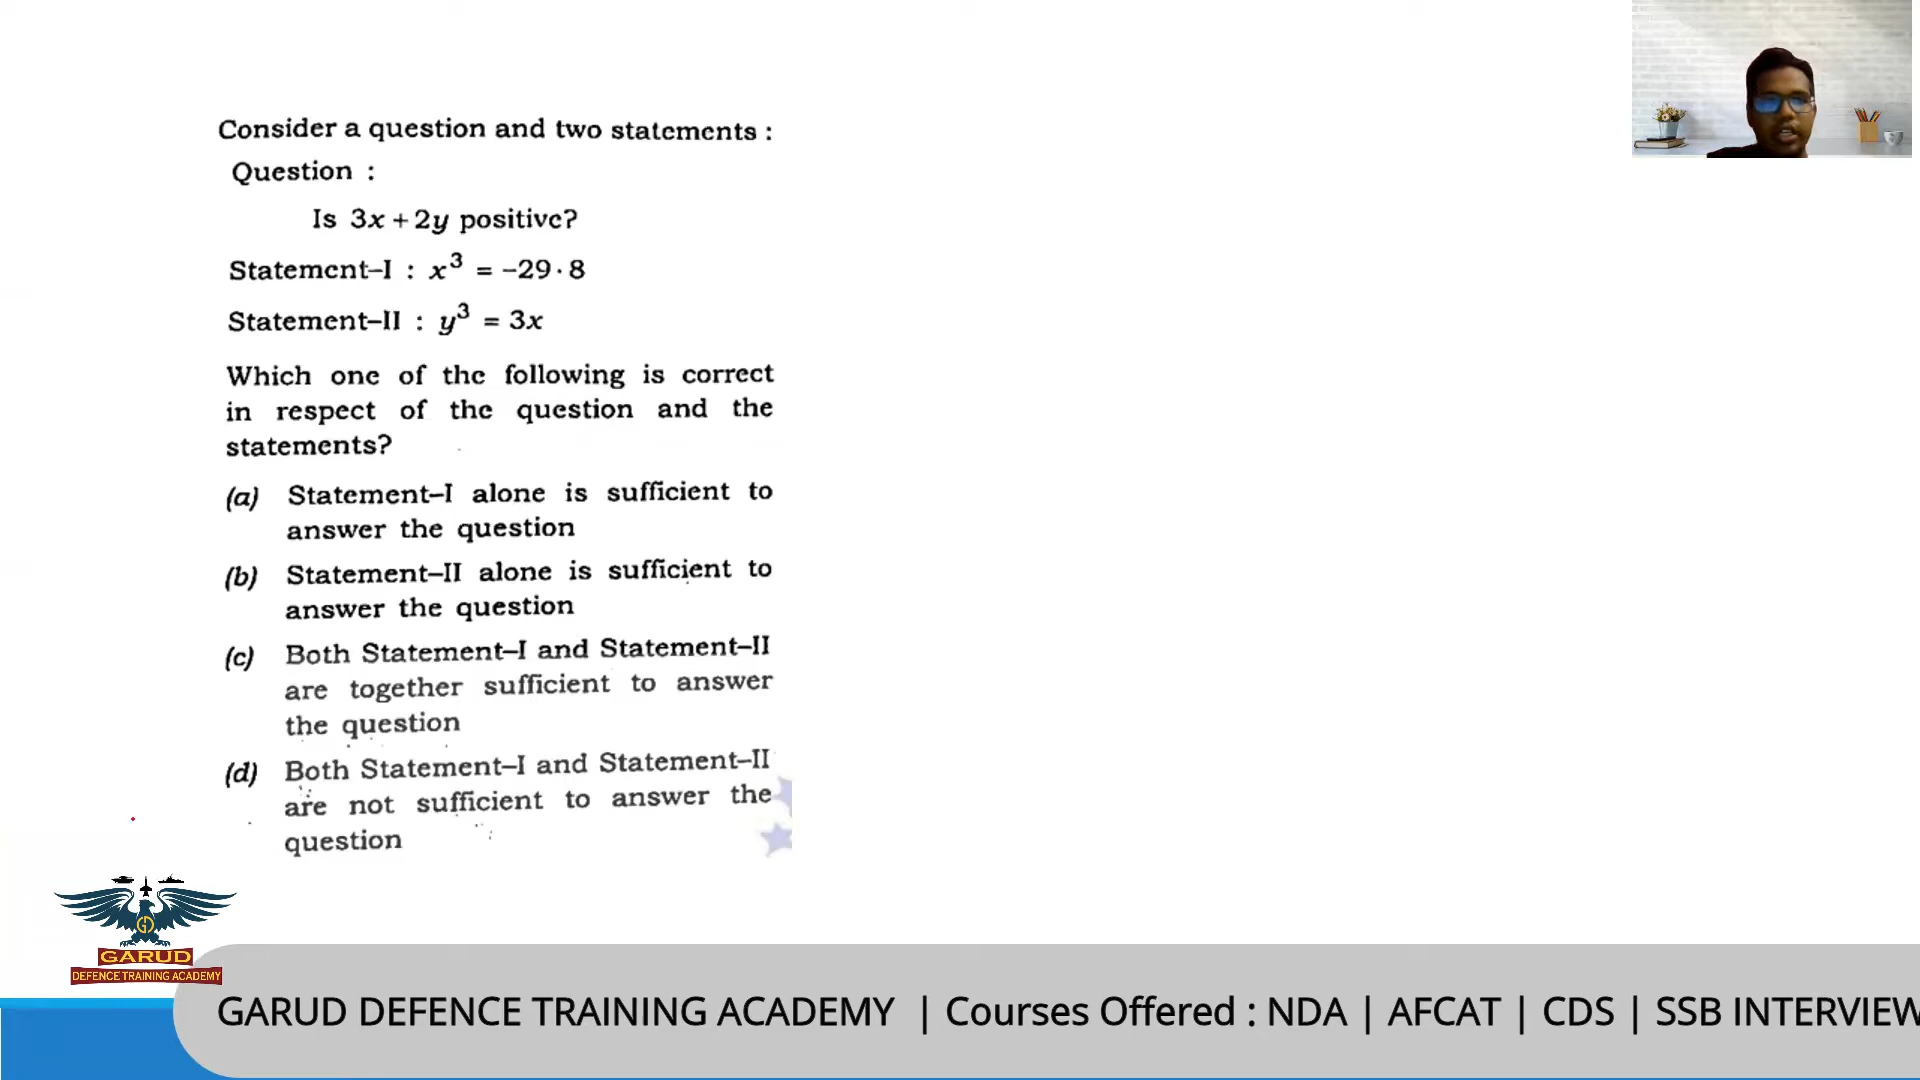 Consider a question and two statements :
Question :
Is 3x + 2y positive?
Statement–I : x³ = –29·8
Statement–II : y³ = 3x
Which one of the following is correct
in respect of the question and the
statements?
(a) Statement–I alone is sufficient to
answer the question
(b) Statement–II alone is sufficient to
answer the question
(c) Both Statement–I and Statement–II
are together sufficient to answer
the question
(d) Both Statement–I and Statement–II
are not sufficient to answer the
question
GD
GARUD
DEFENCE TRAINING ACADEMY
GARUD DEFENCE TRAINING ACADEMY | Courses Offered : NDA | AFCAT | CDS | SSB INTERVIEW